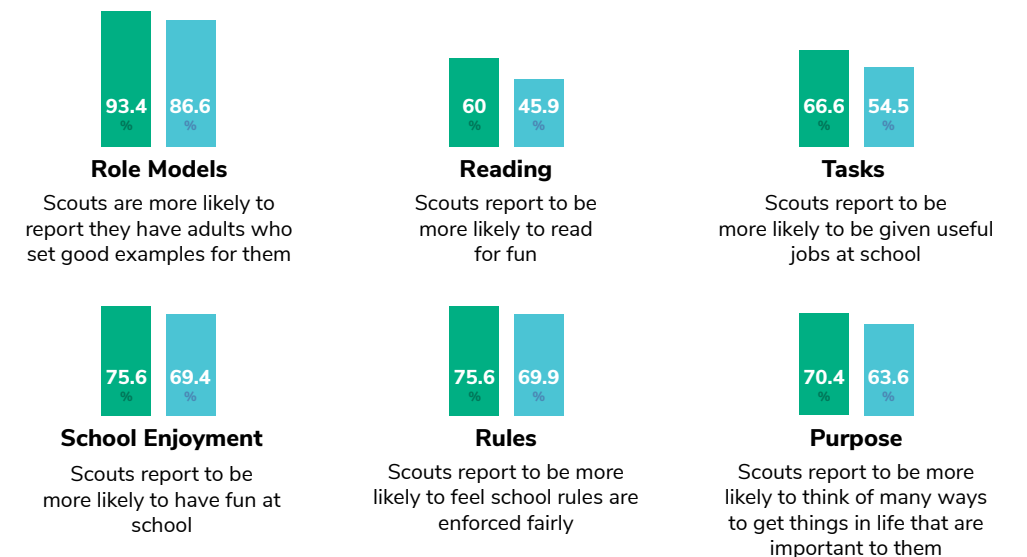 93.4 86.6
% %
Role Models
Scouts are more likely to
report they have adults who
set good examples for them
60 45.9
% %
Reading
Scouts report to be
more likely to read
for fun
66.6 54.5
% %
Tasks
Scouts report to be
more likely to be given useful
jobs at school
75.6 69.4
% %
School Enjoyment
Scouts report to be
more likely to have fun at
school
75.6 69.9
% %
Rules
Scouts report to be more
likely to feel school rules are
enforced fairly
70.4 63.6
% %
Purpose
Scouts report to be more
likely to think of many ways
to get things in life that are
important to them